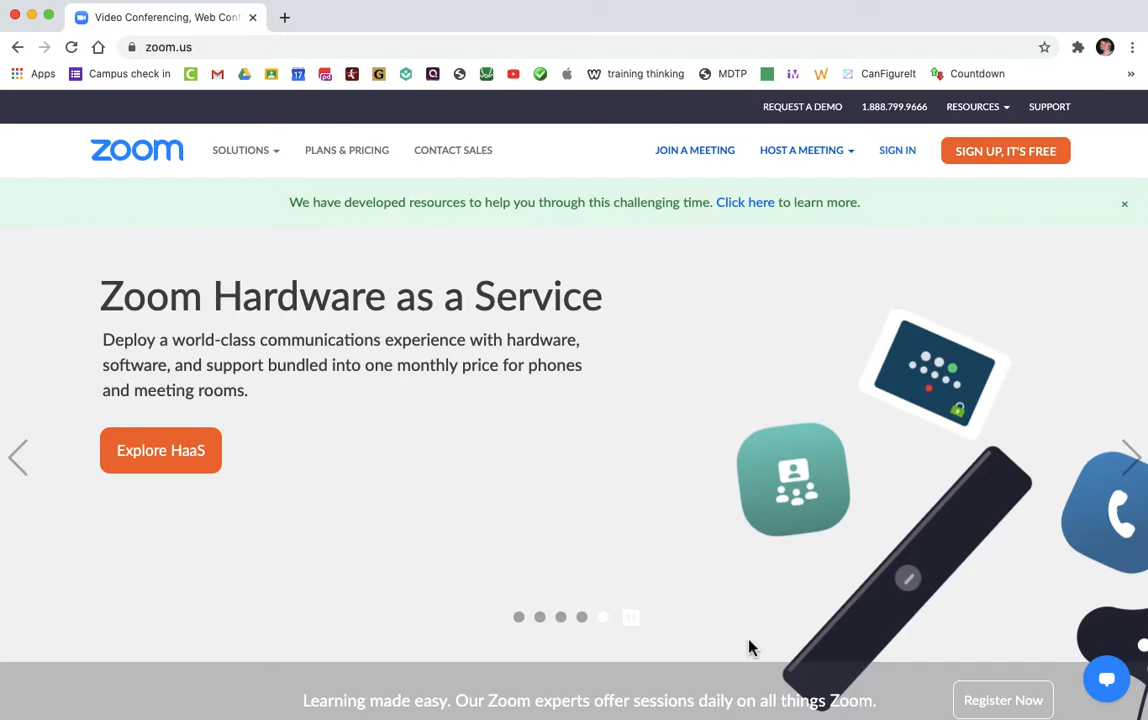 Video Conferencing, Web Conf
zoom.us
Apps Campus check in 17 training thinking MDTP CanFigureIt Countdown »
REQUEST A DEMO 1.888.799.9666 RESOURCES SUPPORT
zoom SOLUTIONS PLANS & PRICING CONTACT SALES JOIN A MEETING HOST A MEETING SIGN IN SIGN UP, IT'S FREE
We have developed resources to help you through this challenging time. Click here to learn more. ×
Zoom Hardware as a Service
Deploy a world-class communications experience with hardware,
software, and support bundled into one monthly price for phones
and meeting rooms.
Explore HaaS
Learning made easy. Our Zoom experts offer sessions daily on all things Zoom. Register Now